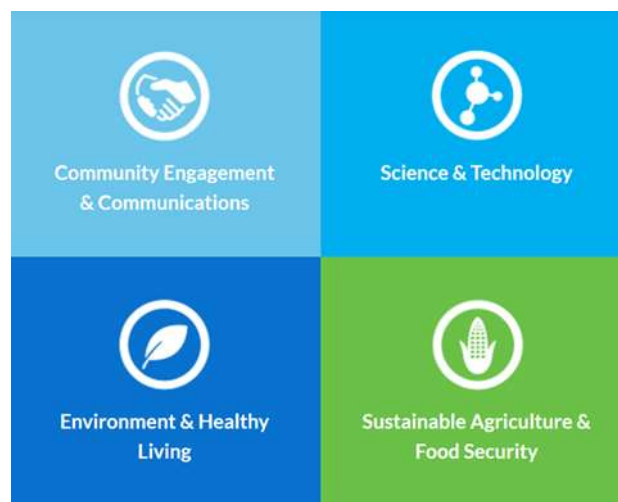 Community Engagement
& Communications
Science & Technology
Environment & Healthy
Living
Sustainable Agriculture &
Food Security